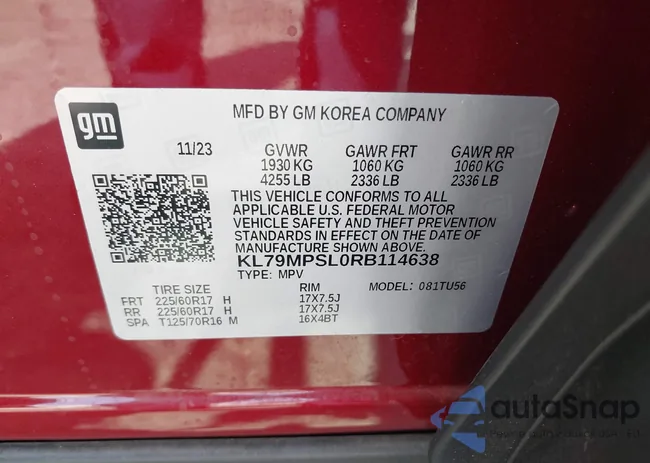 gm
MFD BY GM KOREA COMPANY
11/23 GVWR GAWR FRT GAWR RR
1930 KG 1060 KG 1060 KG
4255 LB 2336 LB 2336 LB
THIS VEHICLE CONFORMS TO ALL
APPLICABLE U.S. FEDERAL MOTOR
VEHICLE SAFETY AND THEFT PREVENTION
STANDARDS IN EFFECT ON THE DATE OF
MANUFACTURE SHOWN ABOVE.
KL79MPSL0RB114638
TYPE: MPV MODEL: 081TU56
TIRE SIZE RIM
FRT 225/60R17 H 17X7.5J
RR 225/60R17 H 17X7.5J
SPA T125/70R16 M 16X4BT
autoSnap